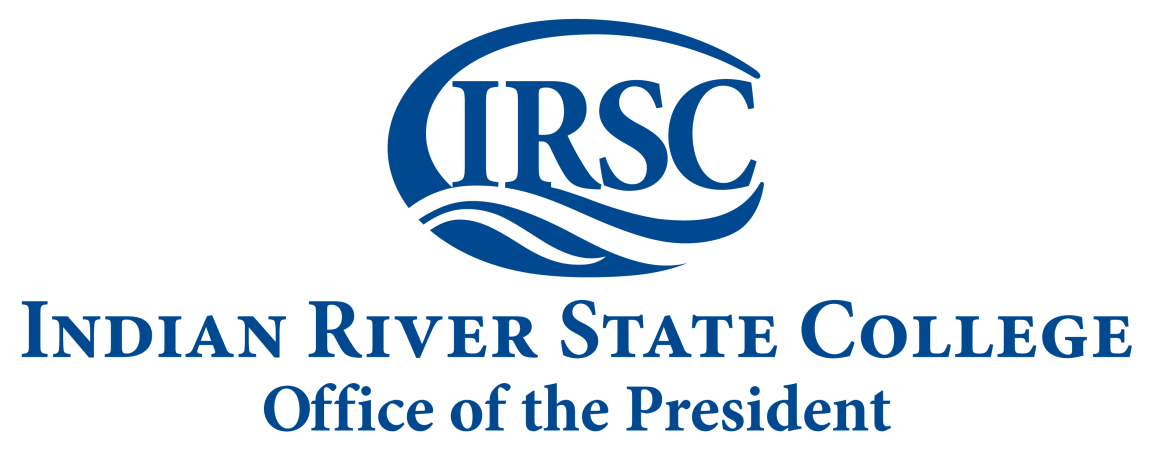 IRSC
INDIAN RIVER STATE COLLEGE
Office of the President